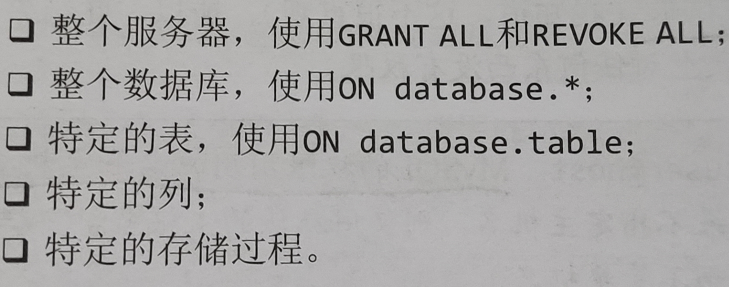 ❑ 整个服务器，使用GRANT ALL和REVOKE ALL；
❑ 整个数据库，使用ON database.*；
❑ 特定的表，使用ON database.table；
❑ 特定的列；
❑ 特定的存储过程。